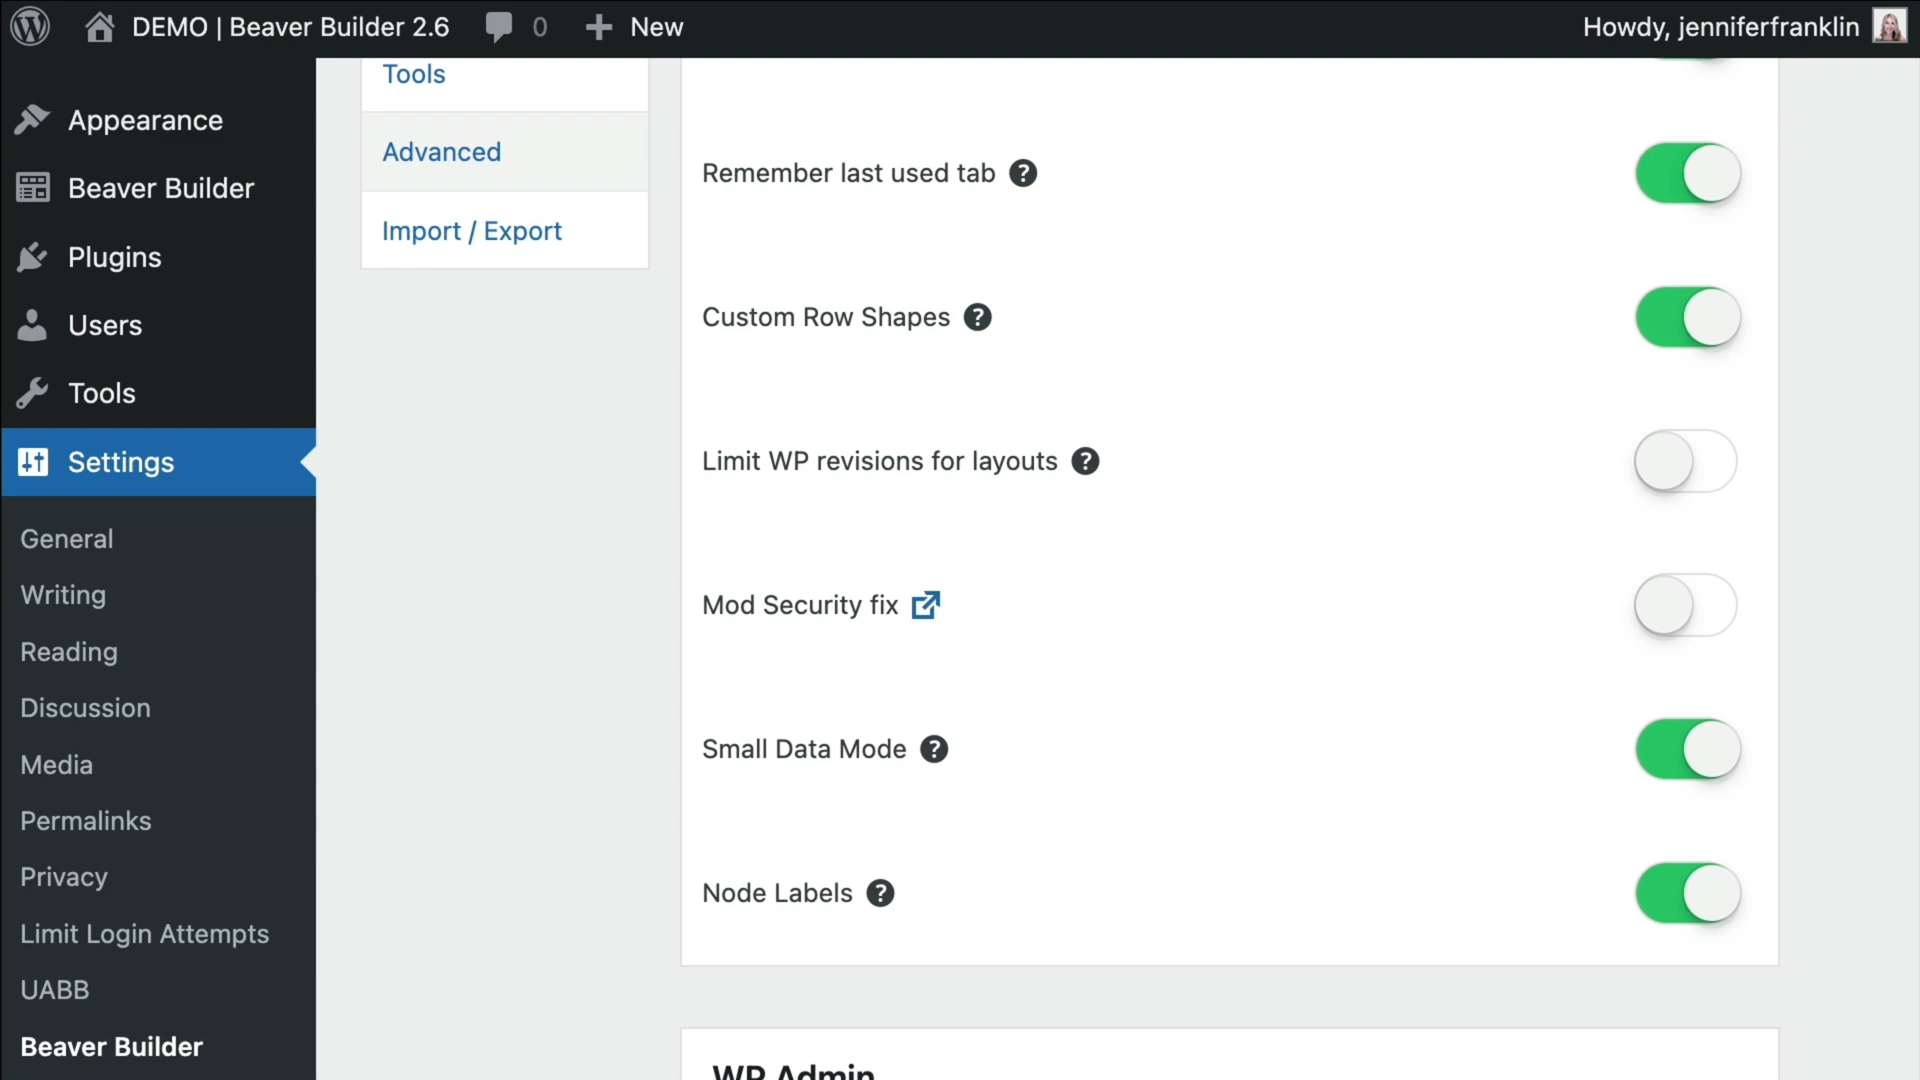 DEMO | Beaver Builder 2.6
0
New
Howdy, jenniferfranklin
Appearance
Beaver Builder
Plugins
Users
Tools
Settings
General
Writing
Reading
Discussion
Media
Permalinks
Privacy
Limit Login Attempts
UABB
Beaver Builder
Tools
Advanced
Import / Export
Remember last used tab
Custom Row Shapes
Limit WP revisions for layouts
Mod Security fix
Small Data Mode
Node Labels
WP Admin